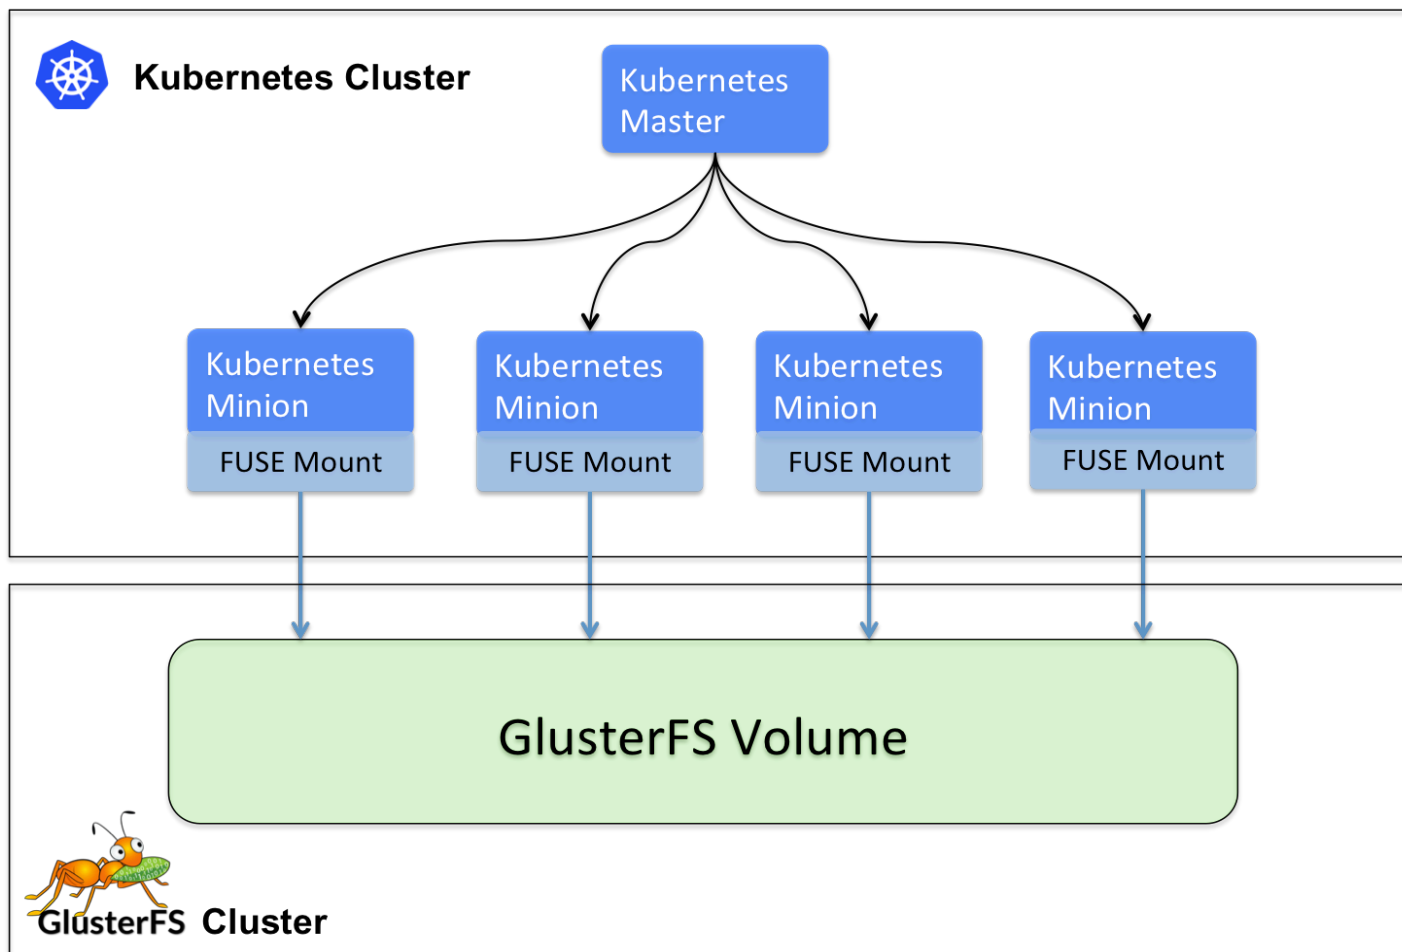 Kubernetes Cluster
Kubernetes
Master
Kubernetes
Minion
FUSE Mount
Kubernetes
Minion
FUSE Mount
Kubernetes
Minion
FUSE Mount
Kubernetes
Minion
FUSE Mount
GlusterFS Volume
GlusterFS Cluster